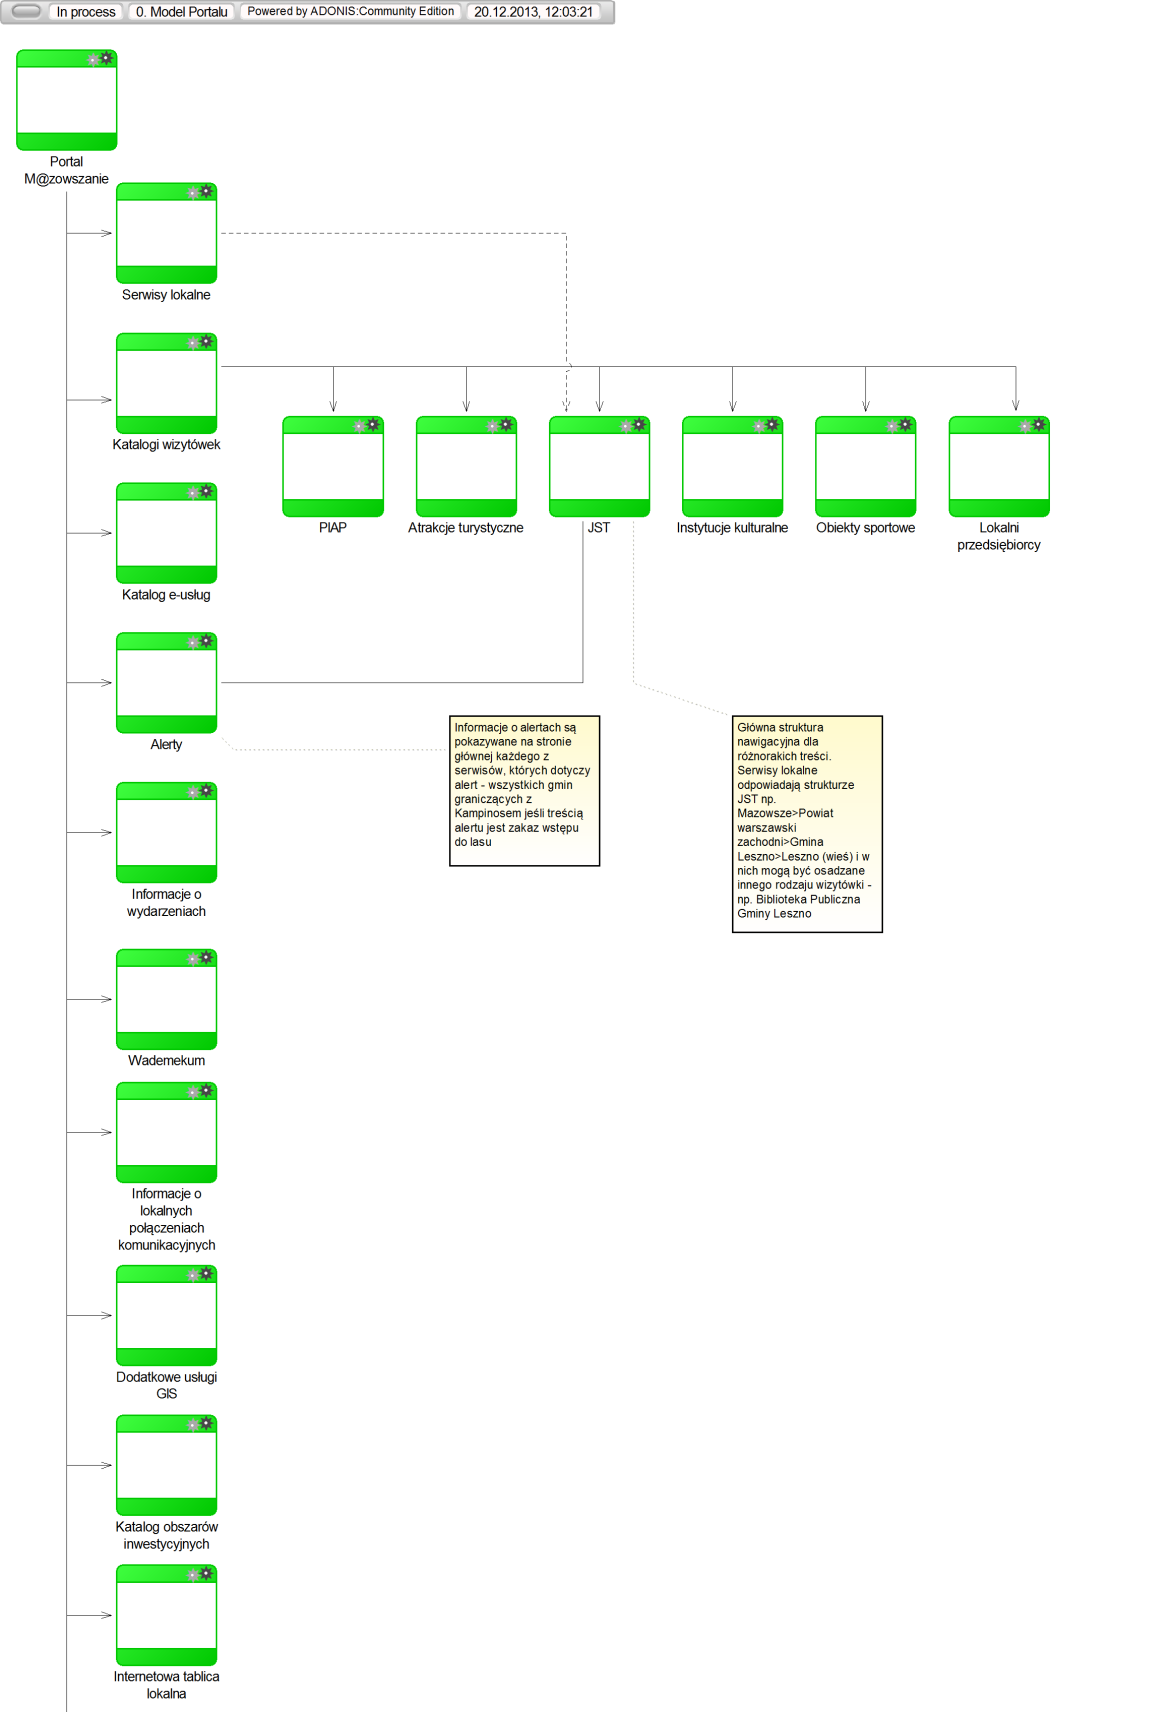 In process
0. Model Portalu
Powered by ADONIS:Community Edition
20.12.2013, 12:03:21
Portal
M@zowszanie
Serwisy lokalne
Katalogi wizytówek
PIAP
Atrakcje turystyczne
JST
Instytucje kulturalne
Obiekty sportowe
Lokalni
przedsiębiorcy
Katalog e-usług
Alerty
Informacje o alertach są
pokazywane na stronie
głównej każdego z
serwisów, których dotyczy
alert - wszystkich gmin
graniczących z
Kampinosem jeśli treścią
alertu jest zakaz wstępu
do lasu
Główna struktura
nawigacyjna dla
różnorakich treści.
Serwisy lokalne
odpowiadają strukturze
JST np.
Mazowsze>Powiat
warszawski
zachodni>Gmina
Leszno>Leszno (wieś) i w
nich mogą być osadzane
innego rodzaju wizytówki -
np. Biblioteka Publiczna
Gminy Leszno
Informacje o
wydarzeniach
Wademekum
Informacje o
lokalnych
połączeniach
komunikacyjnych
Dodatkowe usługi
GIS
Katalog obszarów
inwestycyjnych
Internetowa tablica
lokalna